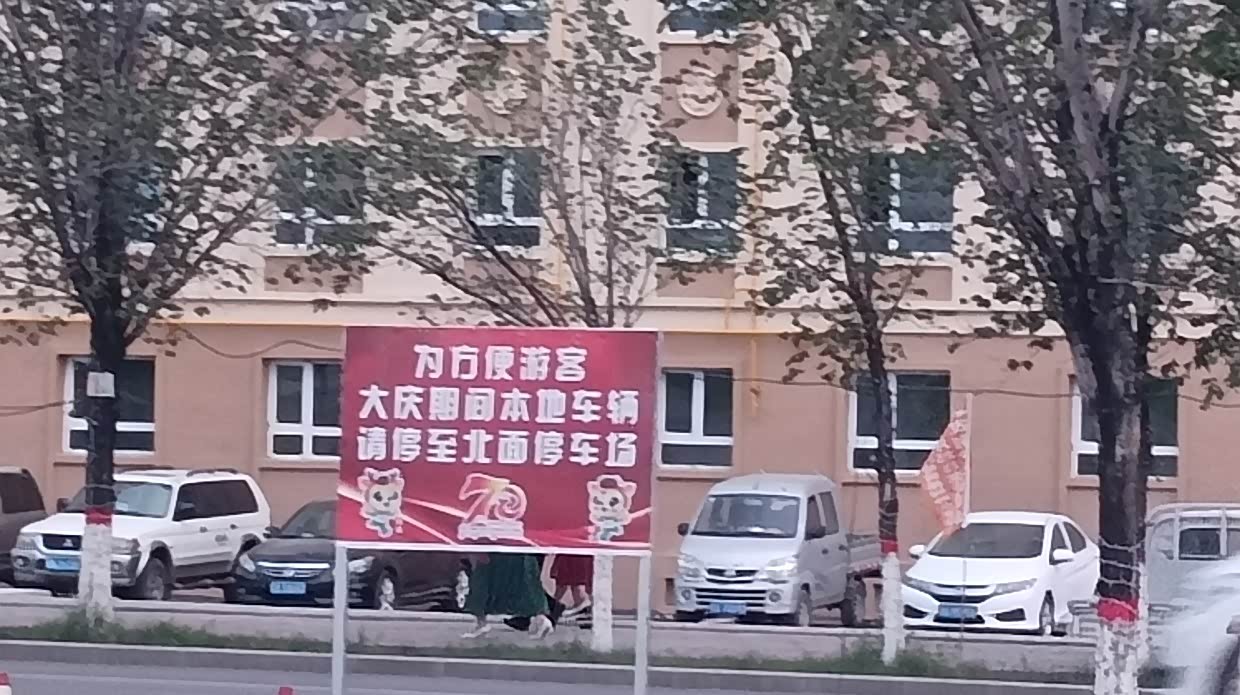 为方便游客
大庆期间本地车辆
请停至北面停车场
70